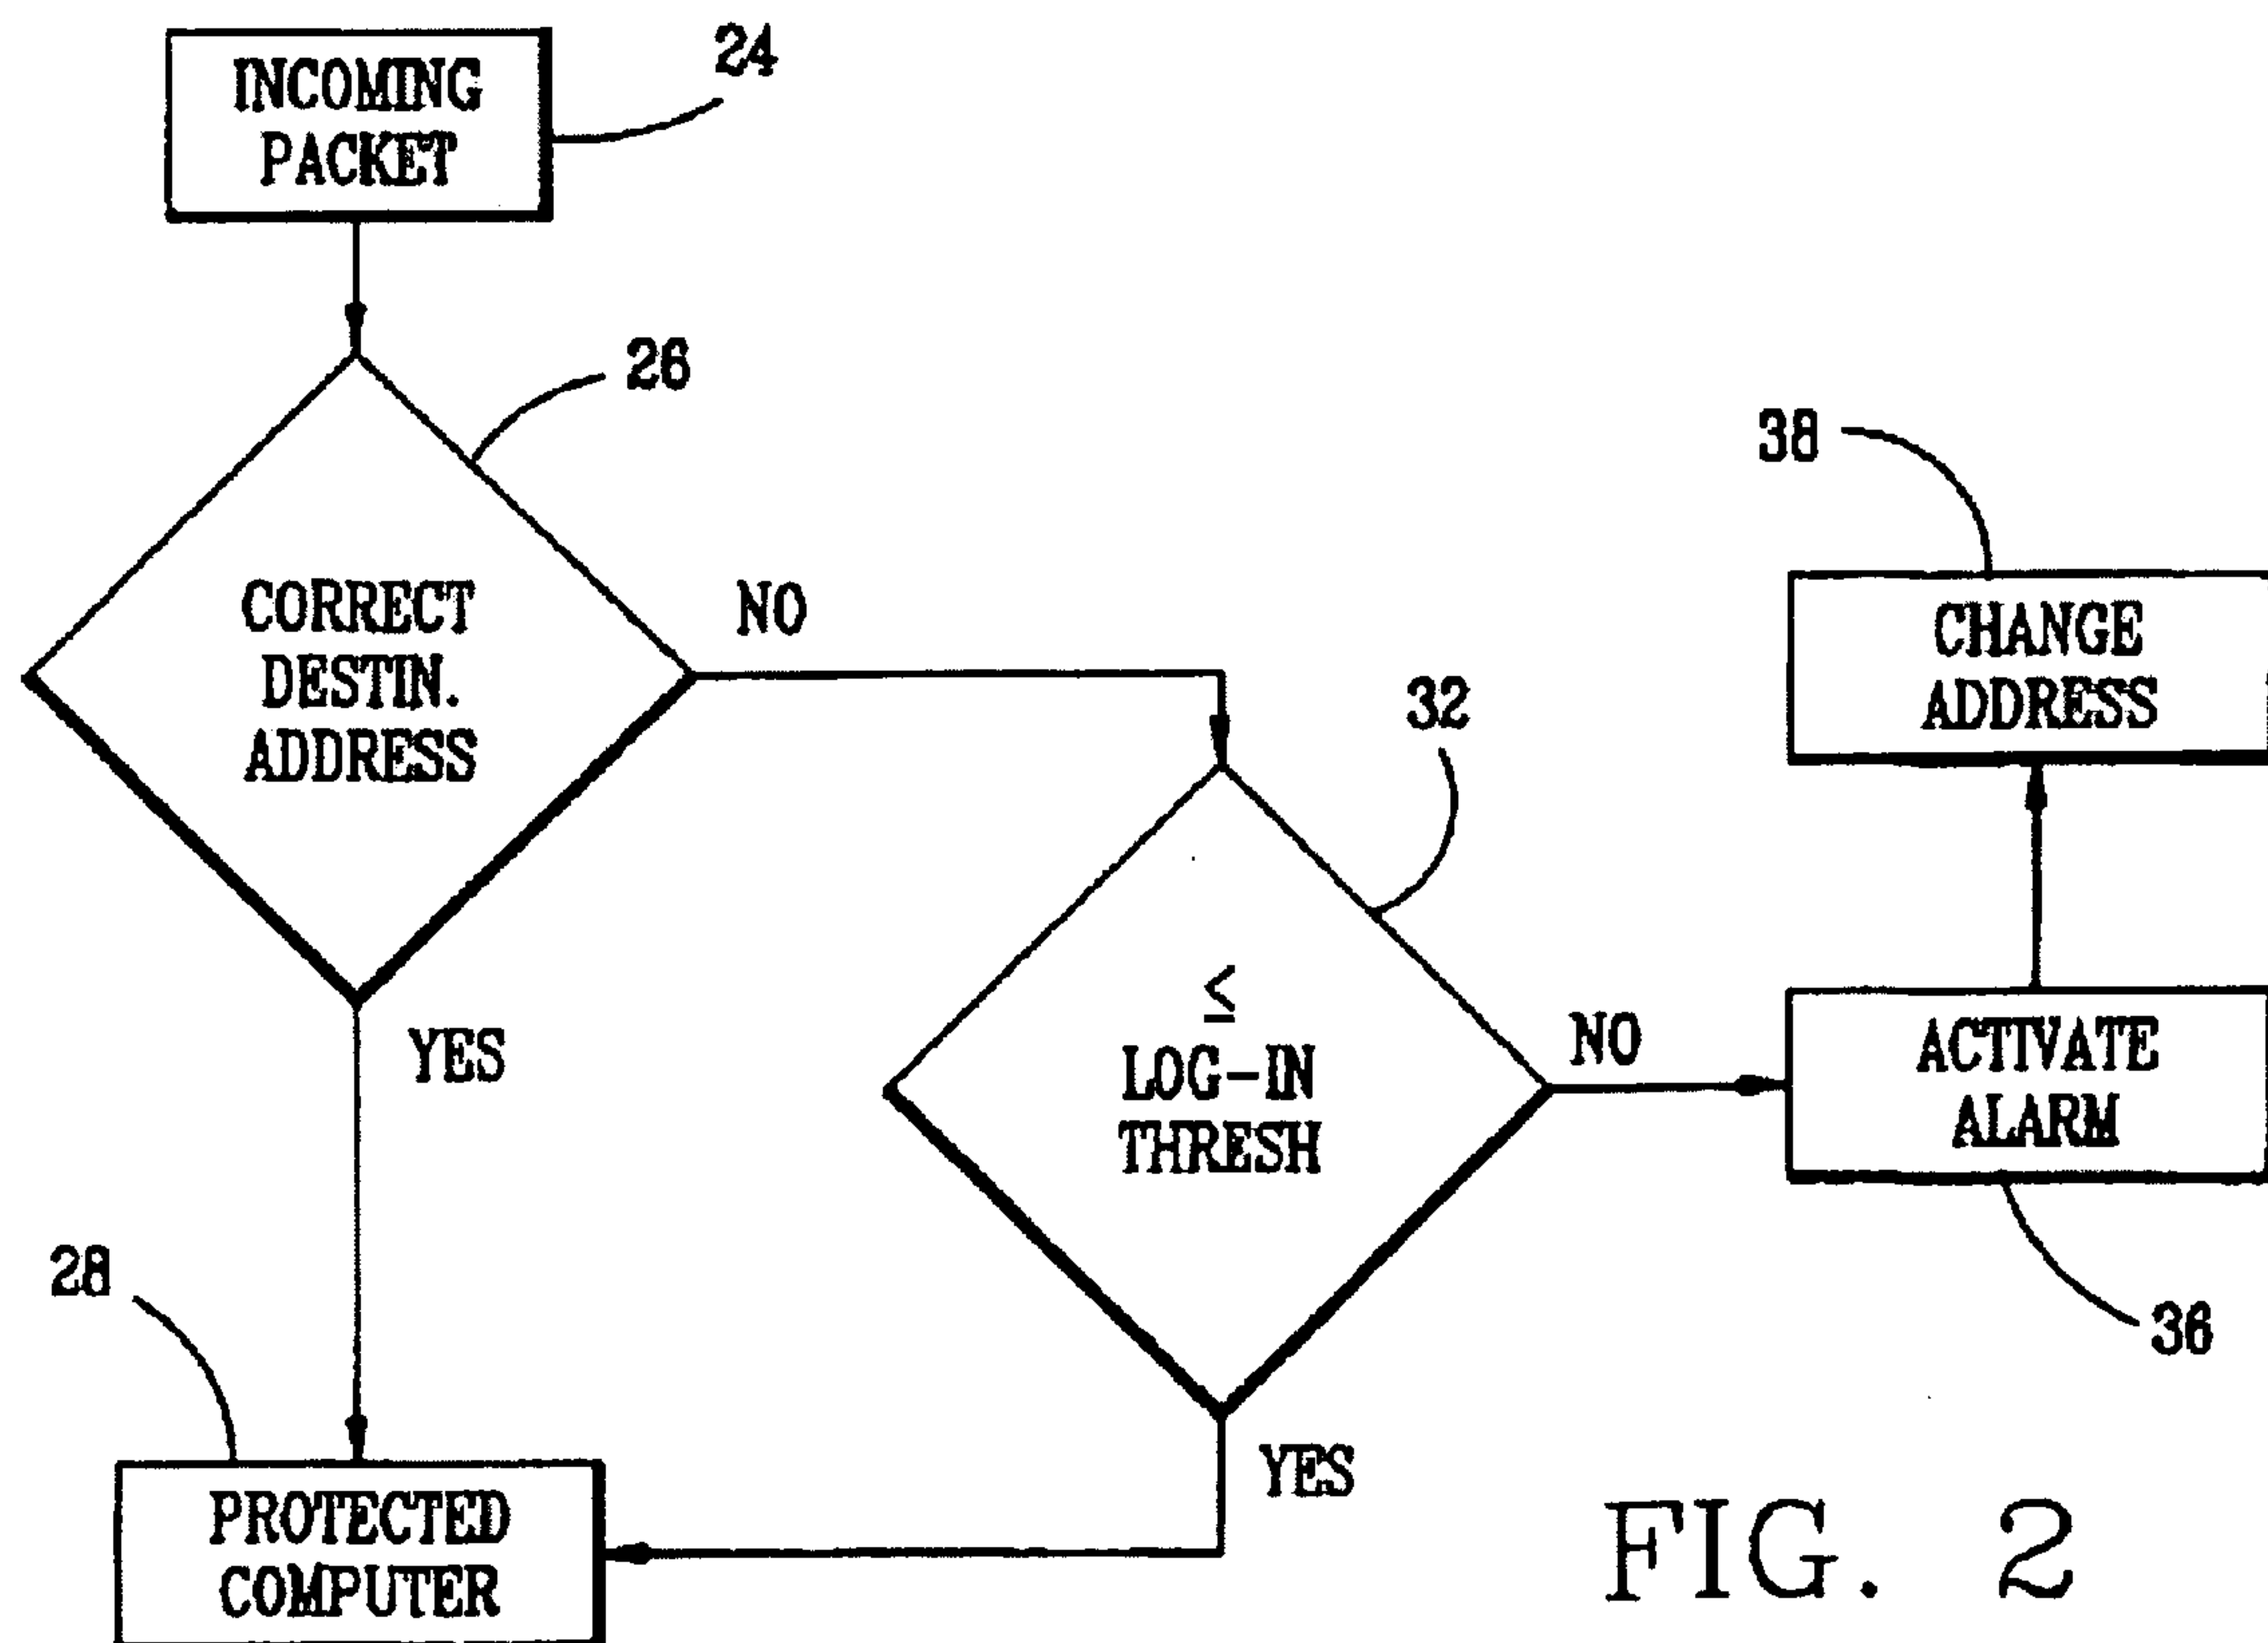 INCOMING
PACKET
24
26
CORRECT
DESTIN.
ADDRESS
NO
YES
32
≤
LOG-IN
THRESH
NO
YES
38
CHANGE
ADDRESS
ACTIVATE
ALARM
36
28
PROTECTED
COMPUTER
FIG. 2